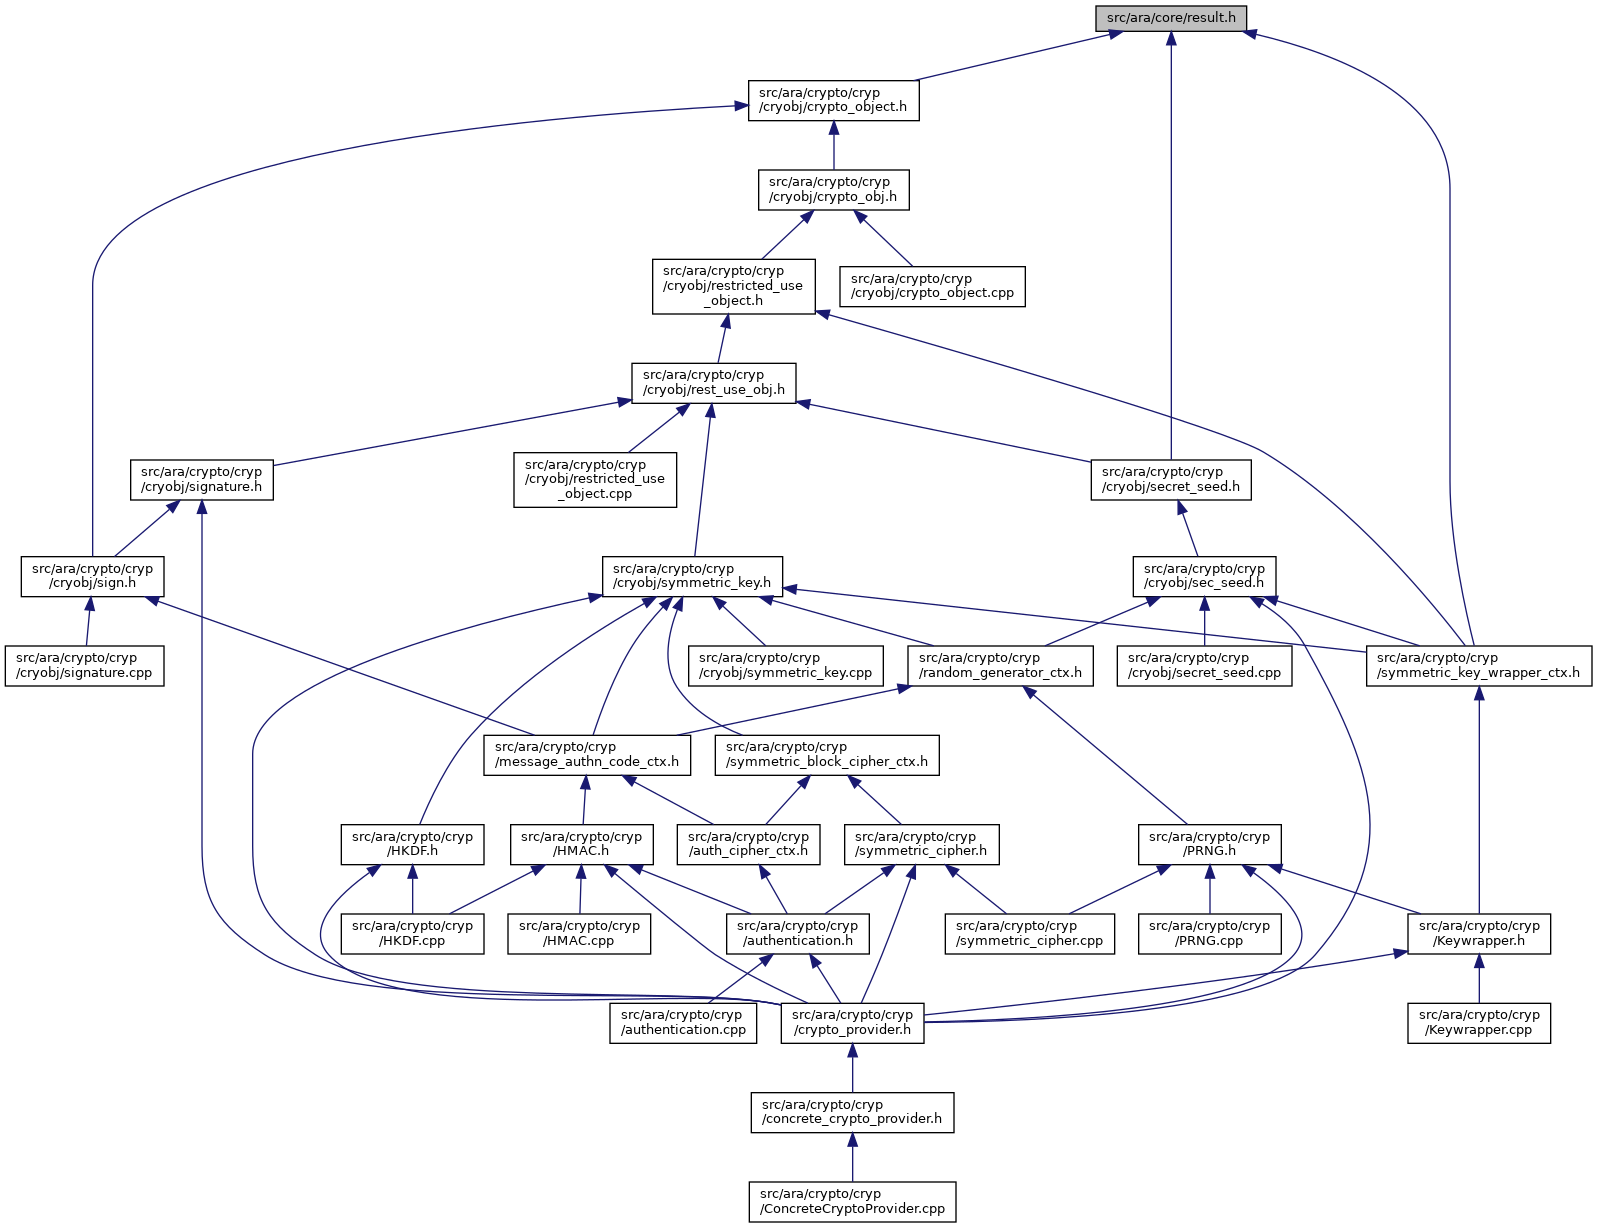 src/ara/core/result.h
src/ara/crypto/cryp
/cryobj/crypto_object.h
src/ara/crypto/cryp
/cryobj/crypto_obj.h
src/ara/crypto/cryp
/cryobj/restricted_use
_object.h
src/ara/crypto/cryp
/cryobj/crypto_object.cpp
src/ara/crypto/cryp
/cryobj/rest_use_obj.h
src/ara/crypto/cryp
/cryobj/signature.h
src/ara/crypto/cryp
/cryobj/restricted_use
_object.cpp
src/ara/crypto/cryp
/cryobj/secret_seed.h
src/ara/crypto/cryp
/cryobj/sign.h
src/ara/crypto/cryp
/cryobj/symmetric_key.h
src/ara/crypto/cryp
/cryobj/sec_seed.h
src/ara/crypto/cryp
/cryobj/signature.cpp
src/ara/crypto/cryp
/cryobj/symmetric_key.cpp
src/ara/crypto/cryp
/random_generator_ctx.h
src/ara/crypto/cryp
/cryobj/secret_seed.cpp
src/ara/crypto/cryp
/symmetric_key_wrapper_ctx.h
src/ara/crypto/cryp
/message_authn_code_ctx.h
src/ara/crypto/cryp
/symmetric_block_cipher_ctx.h
src/ara/crypto/cryp
/HKDF.h
src/ara/crypto/cryp
/HMAC.h
src/ara/crypto/cryp
/auth_cipher_ctx.h
src/ara/crypto/cryp
/symmetric_cipher.h
src/ara/crypto/cryp
/PRNG.h
src/ara/crypto/cryp
/HKDF.cpp
src/ara/crypto/cryp
/HMAC.cpp
src/ara/crypto/cryp
/authentication.h
src/ara/crypto/cryp
/symmetric_cipher.cpp
src/ara/crypto/cryp
/PRNG.cpp
src/ara/crypto/cryp
/Keywrapper.h
src/ara/crypto/cryp
/authentication.cpp
src/ara/crypto/cryp
/crypto_provider.h
src/ara/crypto/cryp
/Keywrapper.cpp
src/ara/crypto/cryp
/concrete_crypto_provider.h
src/ara/crypto/cryp
/ConcreteCryptoProvider.cpp